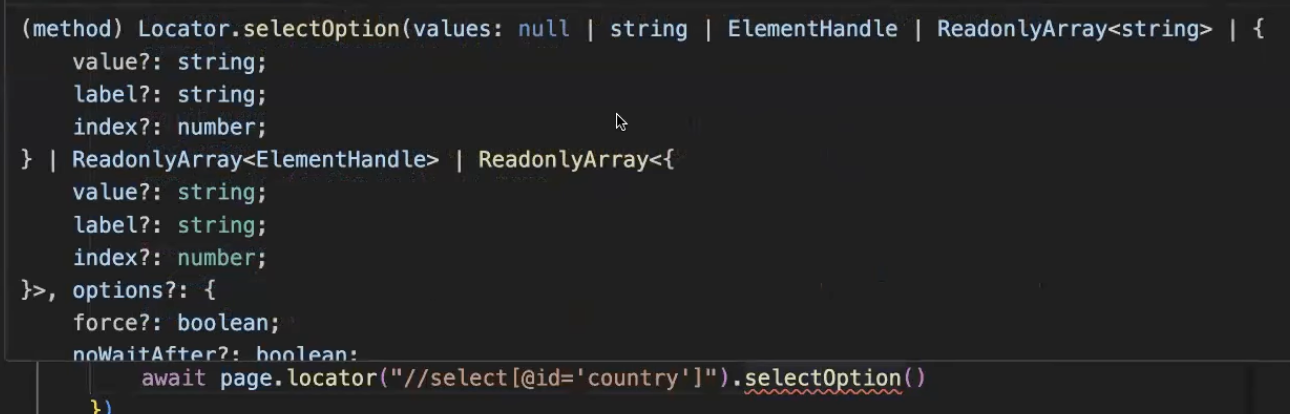 (method) Locator.selectOption(values: null | string | ElementHandle | ReadonlyArray<string> | {
value?: string;
label?: string;
index?: number;
} | ReadonlyArray<ElementHandle> | ReadonlyArray<{
value?: string;
label?: string;
index?: number;
}>, options?: {
force?: boolean;
noWaitAfter?: boolean;
await page.locator("//select[@id='country']").selectOption()
})